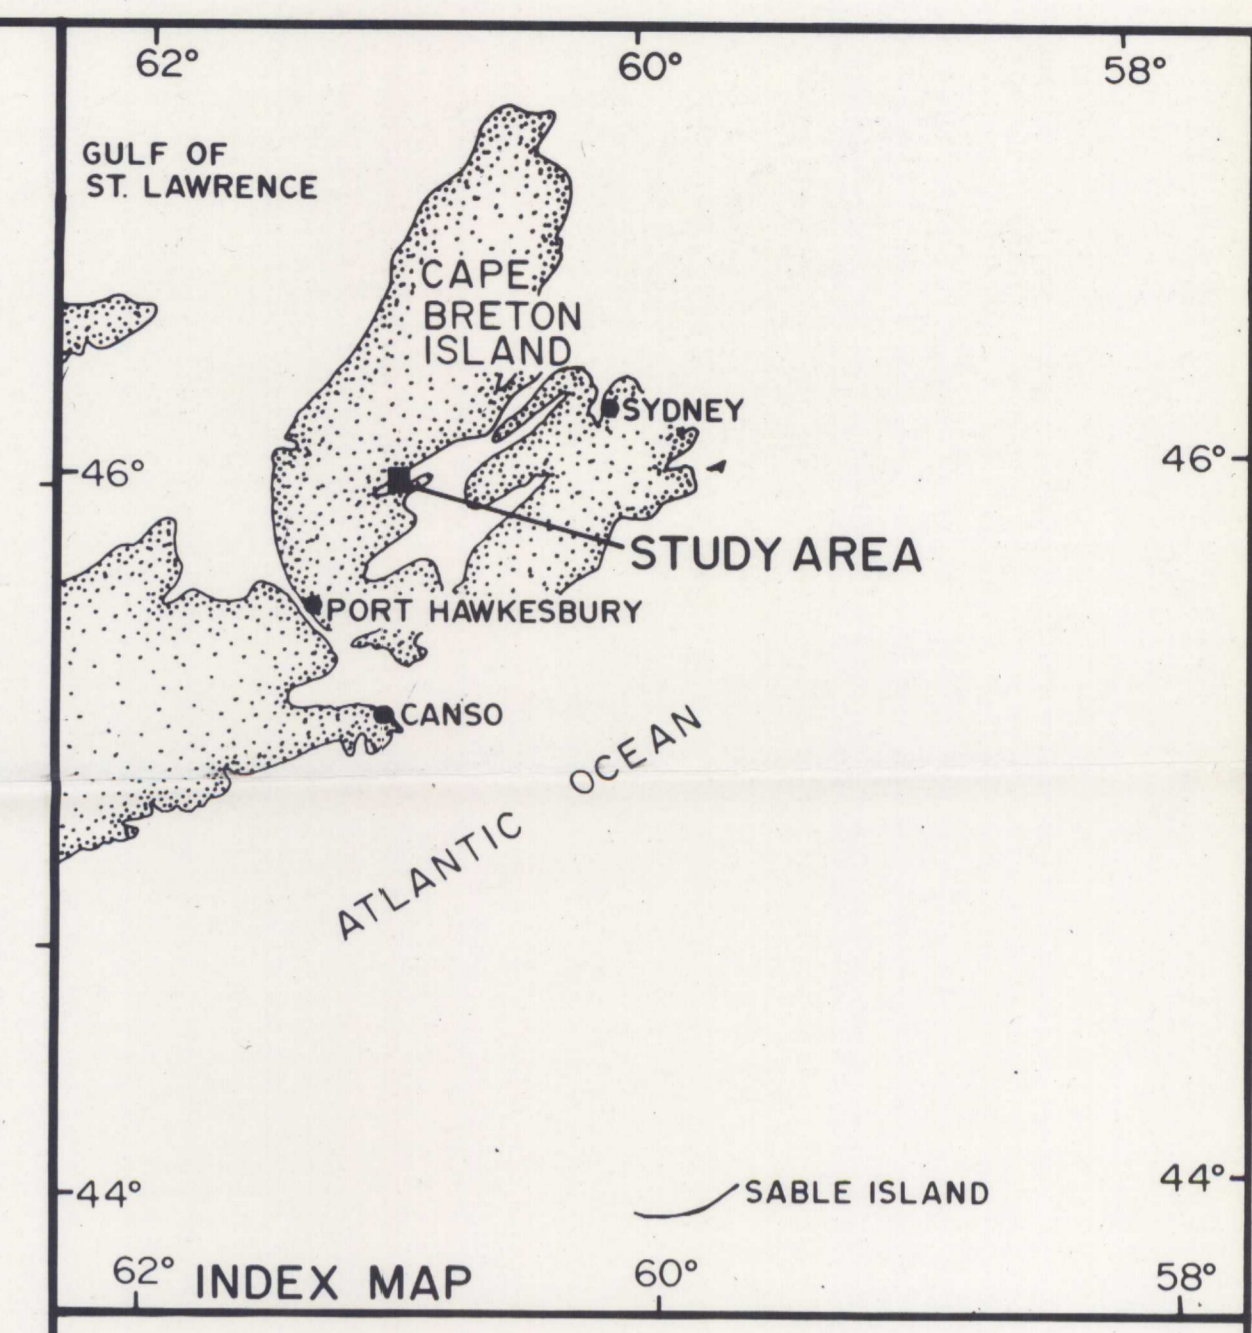 62° 60° 58°
GULF OF
ST. LAWRENCE
CAPE
BRETON
ISLAND
SYDNEY
46° 46°
STUDY AREA
PORT HAWKESBURY
CANSO
ATLANTIC OCEAN
44° SABLE ISLAND 44°
62° INDEX MAP 60° 58°